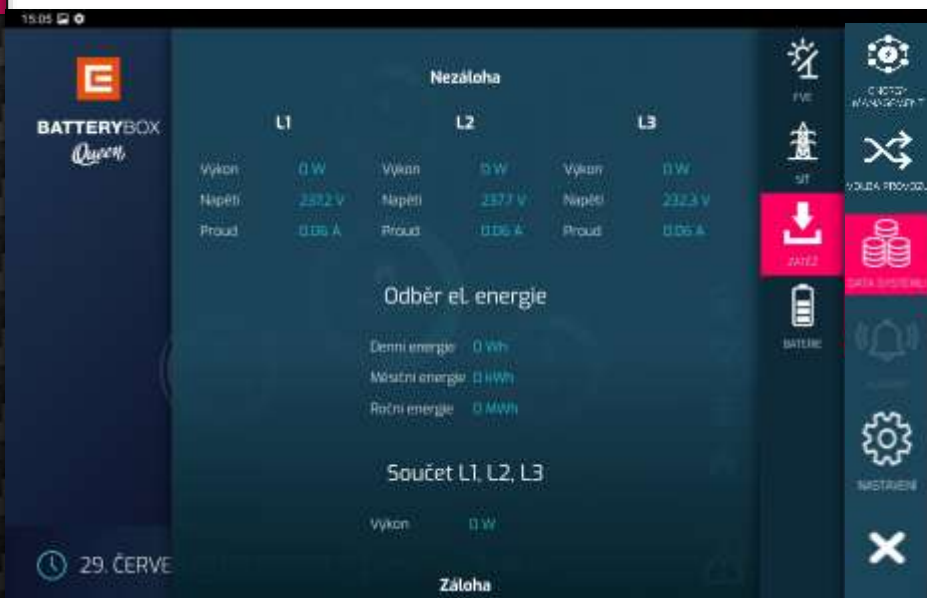 15:05
BATTERYBOX
Queen
Nezáloha
L1 L2 L3
Výkon 0 W Výkon 0 W Výkon 0 W
Napětí 237.2 V Napětí 237.7 V Napětí 232.3 V
Proud 0.06 A Proud 0.06 A Proud 0.06 A
Odběr el. energie
Denní energie 0 Wh
Měsíční energie 0 kWh
Roční energie 0 MWh
Součet L1, L2, L3
Výkon 0 W
Záloha
29. ČERVE
FVE
SÍŤ
ZÁTĚŽ
BATERIE
ENERGY
MANAGEMENT
VOLBA PROVOZU
DATA SYSTÉMU
NASTAVENÍ